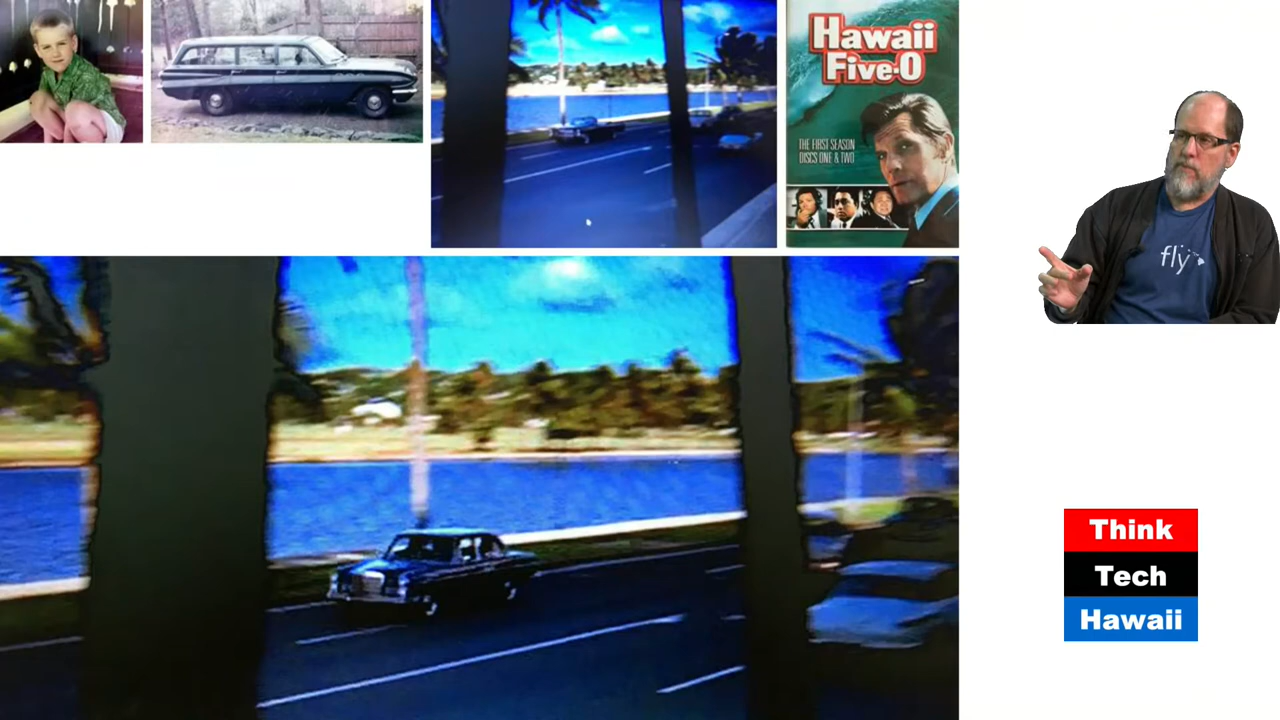 Hawaii
Five-O
THE FIRST SEASON
DISCS ONE & TWO
fly
Think
Tech
Hawaii